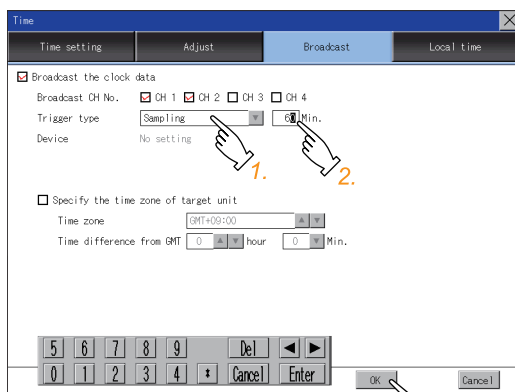 Time
Time setting Adjust Broadcast Local time
Broadcast the clock data
Broadcast CH No. CH 1 CH 2 CH 3 CH 4
Trigger type Sampling 60 Min.
Device No setting
1. 2.
Specify the time zone of target unit
Time zone GMT+09:00
Time difference from GMT 0 hour 0 Min.
5 6 7 8 9 Del
0 1 2 3 4 Cancel Enter
OK Cancel